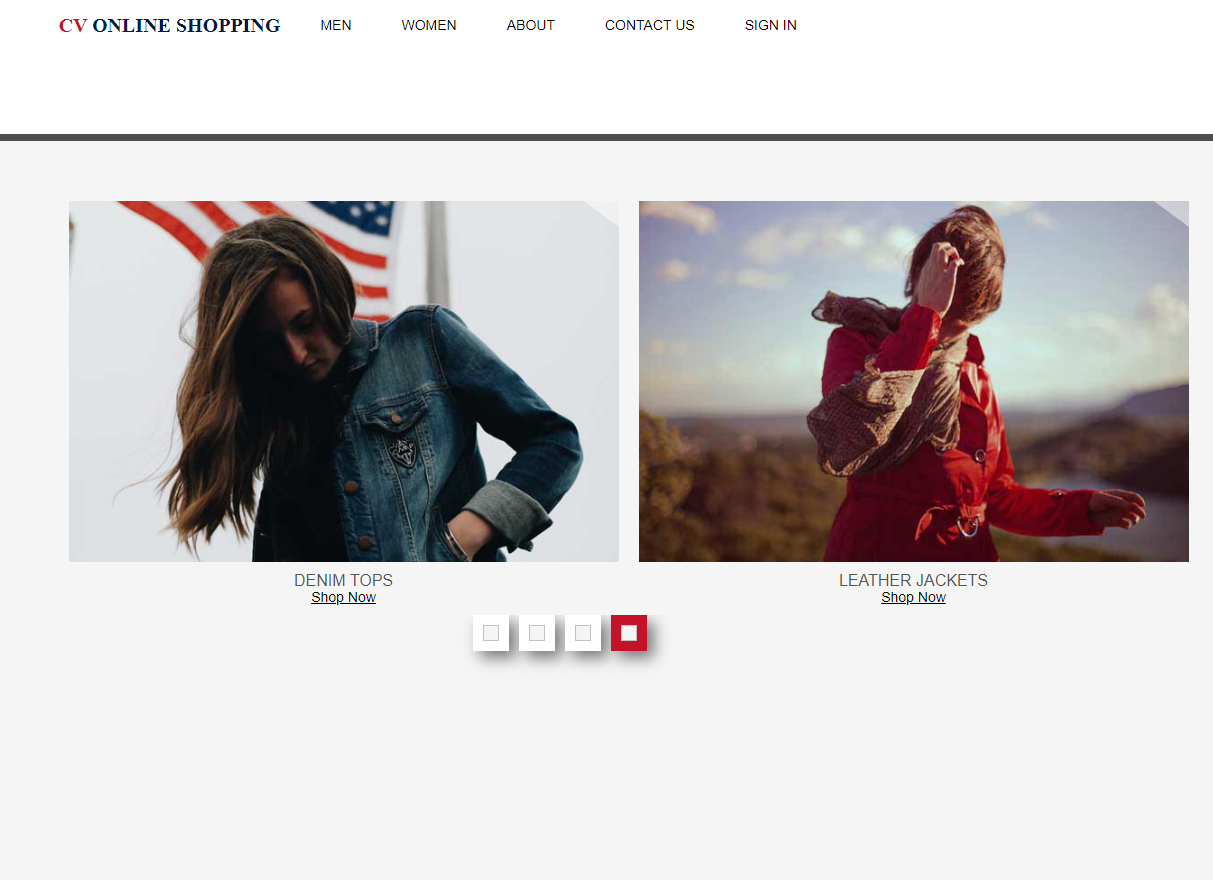 CV ONLINE SHOPPING MEN WOMEN ABOUT CONTACT US SIGN IN
DENIM TOPS
Shop Now
LEATHER JACKETS
Shop Now